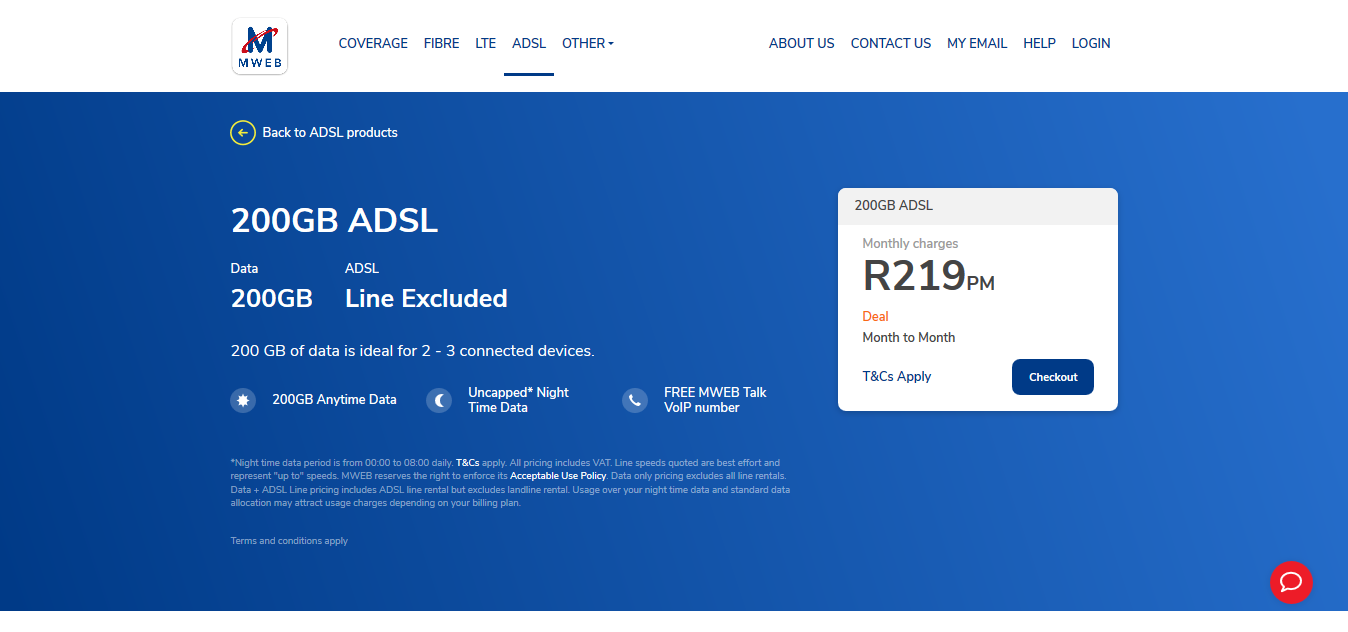 MWEB
COVERAGE FIBRE LTE ADSL OTHER
ABOUT US CONTACT US MY EMAIL HELP LOGIN
Back to ADSL products
200GB ADSL
Data
200GB
ADSL
Line Excluded
200 GB of data is ideal for 2 - 3 connected devices.
200GB Anytime Data
Uncapped* Night
Time Data
FREE MWEB Talk
VoIP number
*Night time data period is from 00:00 to 08:00 daily. T&Cs apply. All pricing includes VAT. Line speeds quoted are best effort and
represent "up to" speeds. MWEB reserves the right to enforce its Acceptable Use Policy. Data only pricing excludes all line rentals.
Data + ADSL Line pricing includes ADSL line rental but excludes landline rental. Usage over your night time data and standard data
allocation may attract usage charges depending on your billing plan.
Terms and conditions apply
200GB ADSL
Monthly charges
R219PM
Deal
Month to Month
T&Cs Apply
Checkout